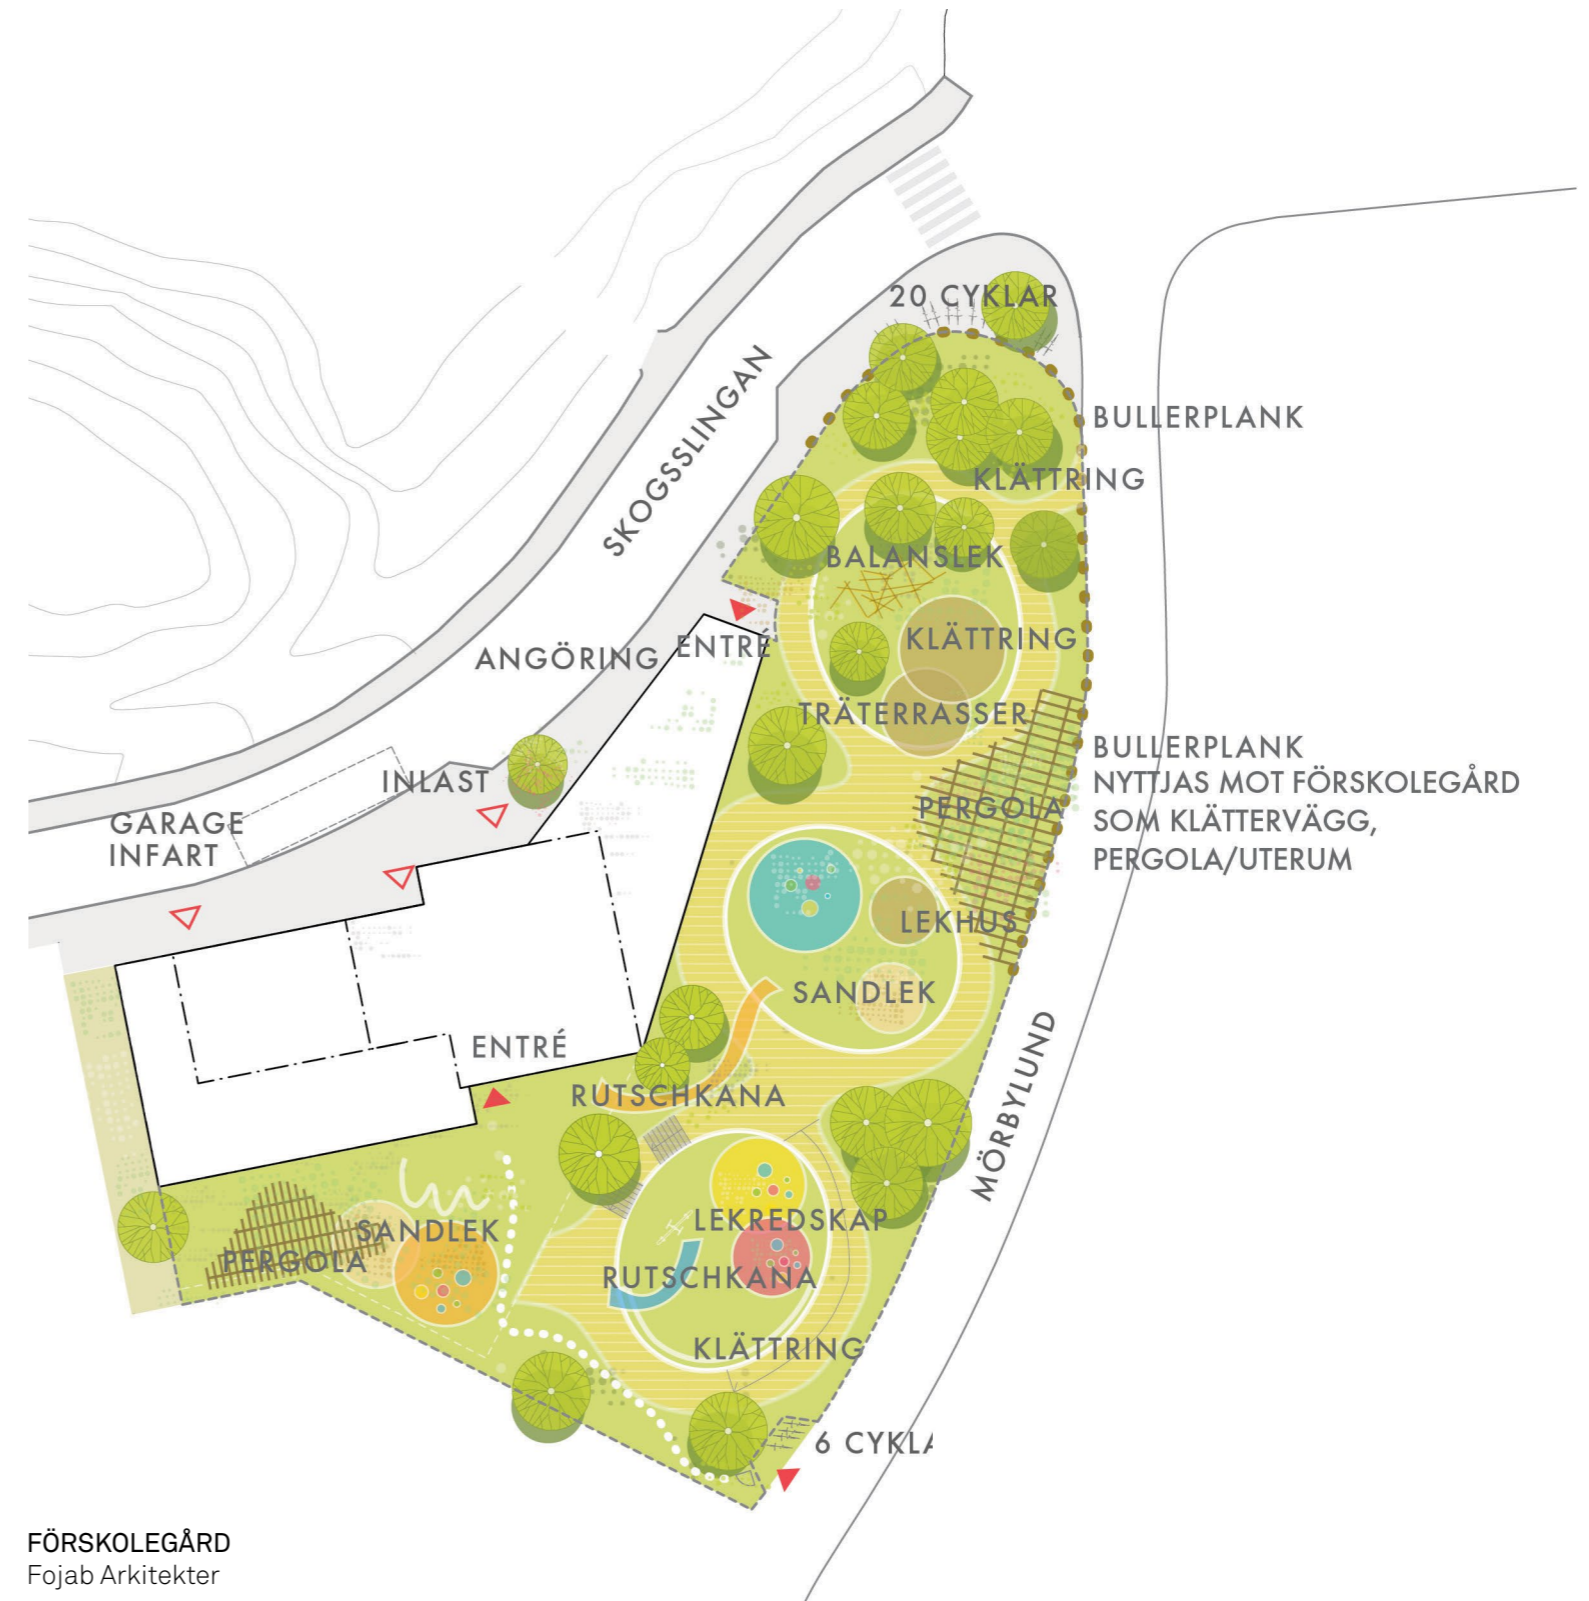 20 CYKLAR
BULLERPLANK
KLÄTTRING
SKOGSSLINGAN
BALANSLEK
ENTRÉ
KLÄTTRING
ANGÖRING
TRÄTERRASSER
BULLERPLANK
NYTTJAS MOT FÖRSKOLEGÅRD
SOM KLÄTTERVÄGG,
PERGOLA/UTERUM
INLAST
PERGOLA
GARAGE
INFART
LEKHUS
SANDLEK
ENTRÉ
MÖRBYLUND
RUTSCHKANA
LEKREDSKAP
SANDLEK
PERGOLA
RUTSCHKANA
KLÄTTRING
6 CYKLA
FÖRSKOLEGÅRD
Fojab Arkitekter